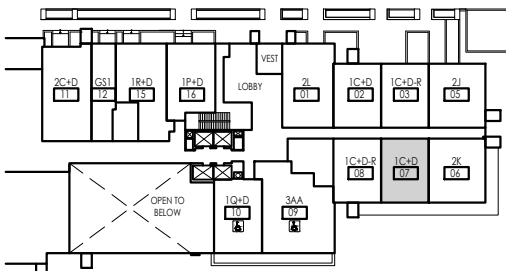 VEST
LOBBY
2C+D
11
GS1
12
1R+D
15
1P+D
16
2L
01
1C+D
02
1C+D-R
03
2J
05
OPEN TO
BELOW
1Q+D
10
3AA
09
1C+D-R
08
1C+D
07
2K
06